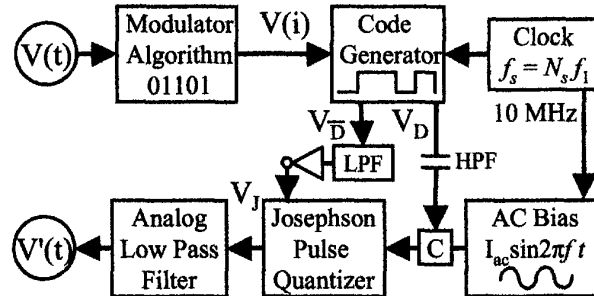 V(t)
Modulator
Algorithm
01101
V(i)
Code
Generator
Clock
f_s = N_s f_1
10 MHz
V_D̅
V_D
LPF
HPF
V_J
V'(t)
Analog
Low Pass
Filter
Josephson
Pulse
Quantizer
C
AC Bias
I_ac sin2πf t